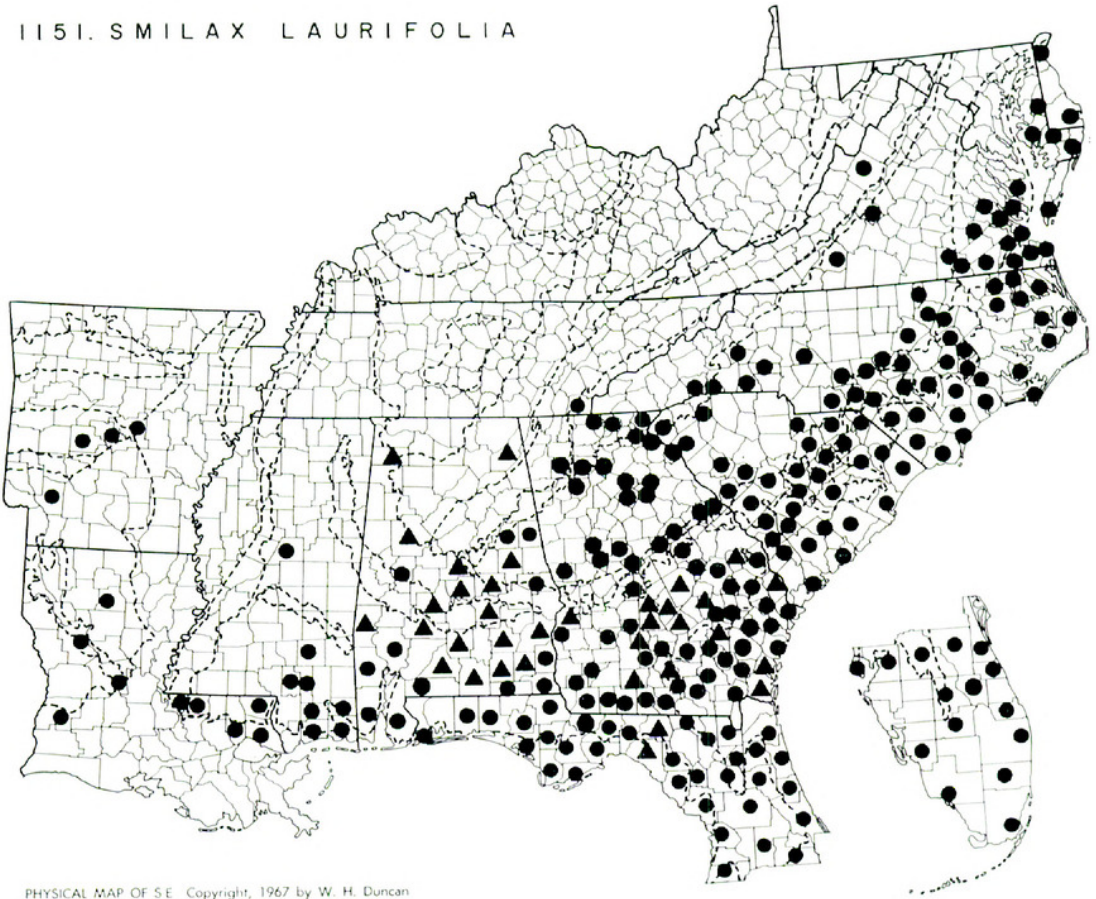 1151. SMILAX LAURIFOLIA
PHYSICAL MAP OF S E Copyright, 1967 by W. H. Duncan